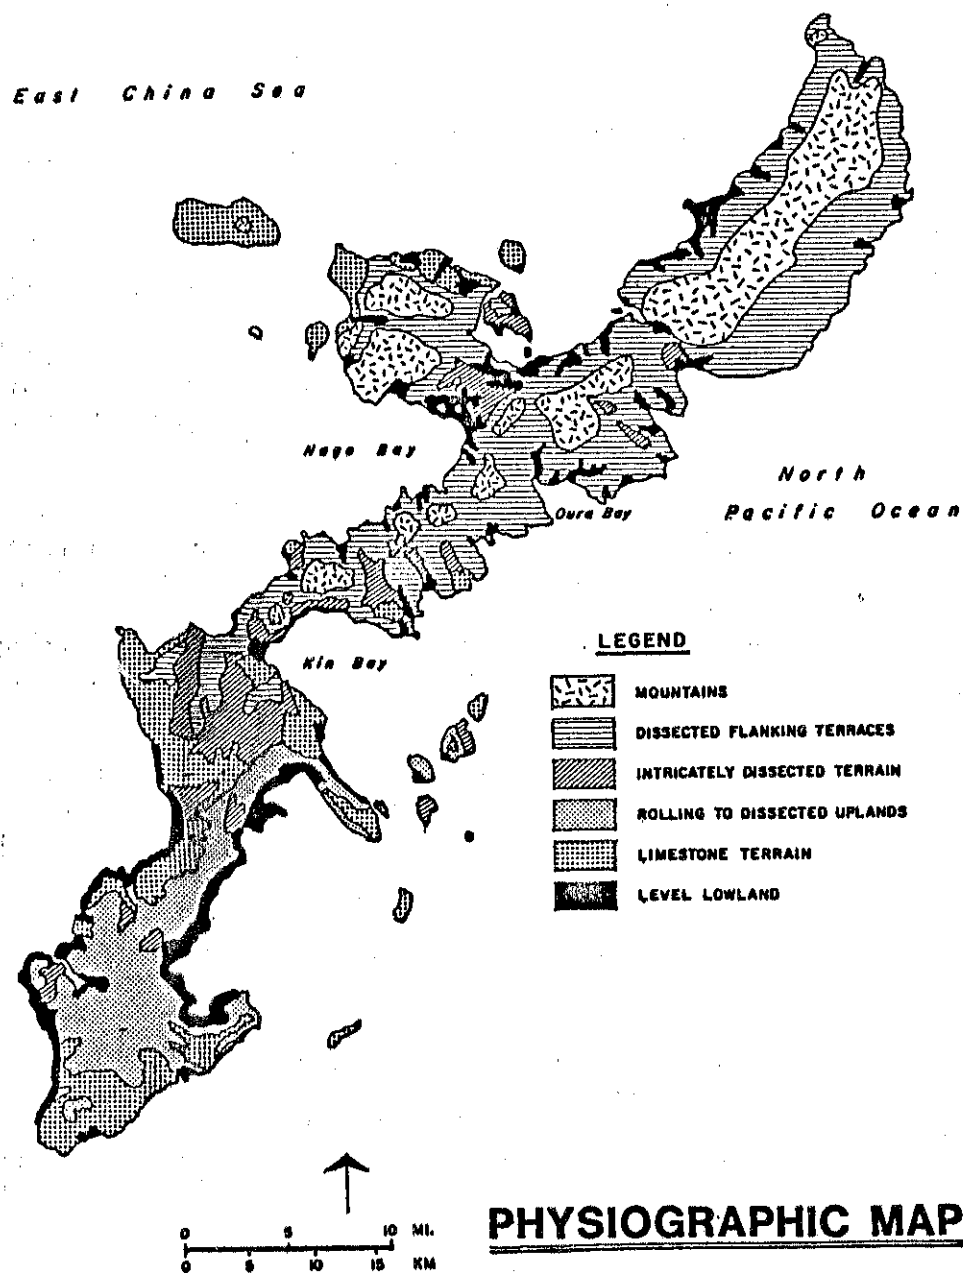 East China Sea
Nago Bay
North
Pacific Ocean
Oura Bay
Kin Bay
LEGEND
MOUNTAINS
DISSECTED FLANKING TERRACES
INTRICATELY DISSECTED TERRAIN
ROLLING TO DISSECTED UPLANDS
LIMESTONE TERRAIN
LEVEL LOWLAND
0 5 10 MI.
0 5 10 15 KM
PHYSIOGRAPHIC MAP